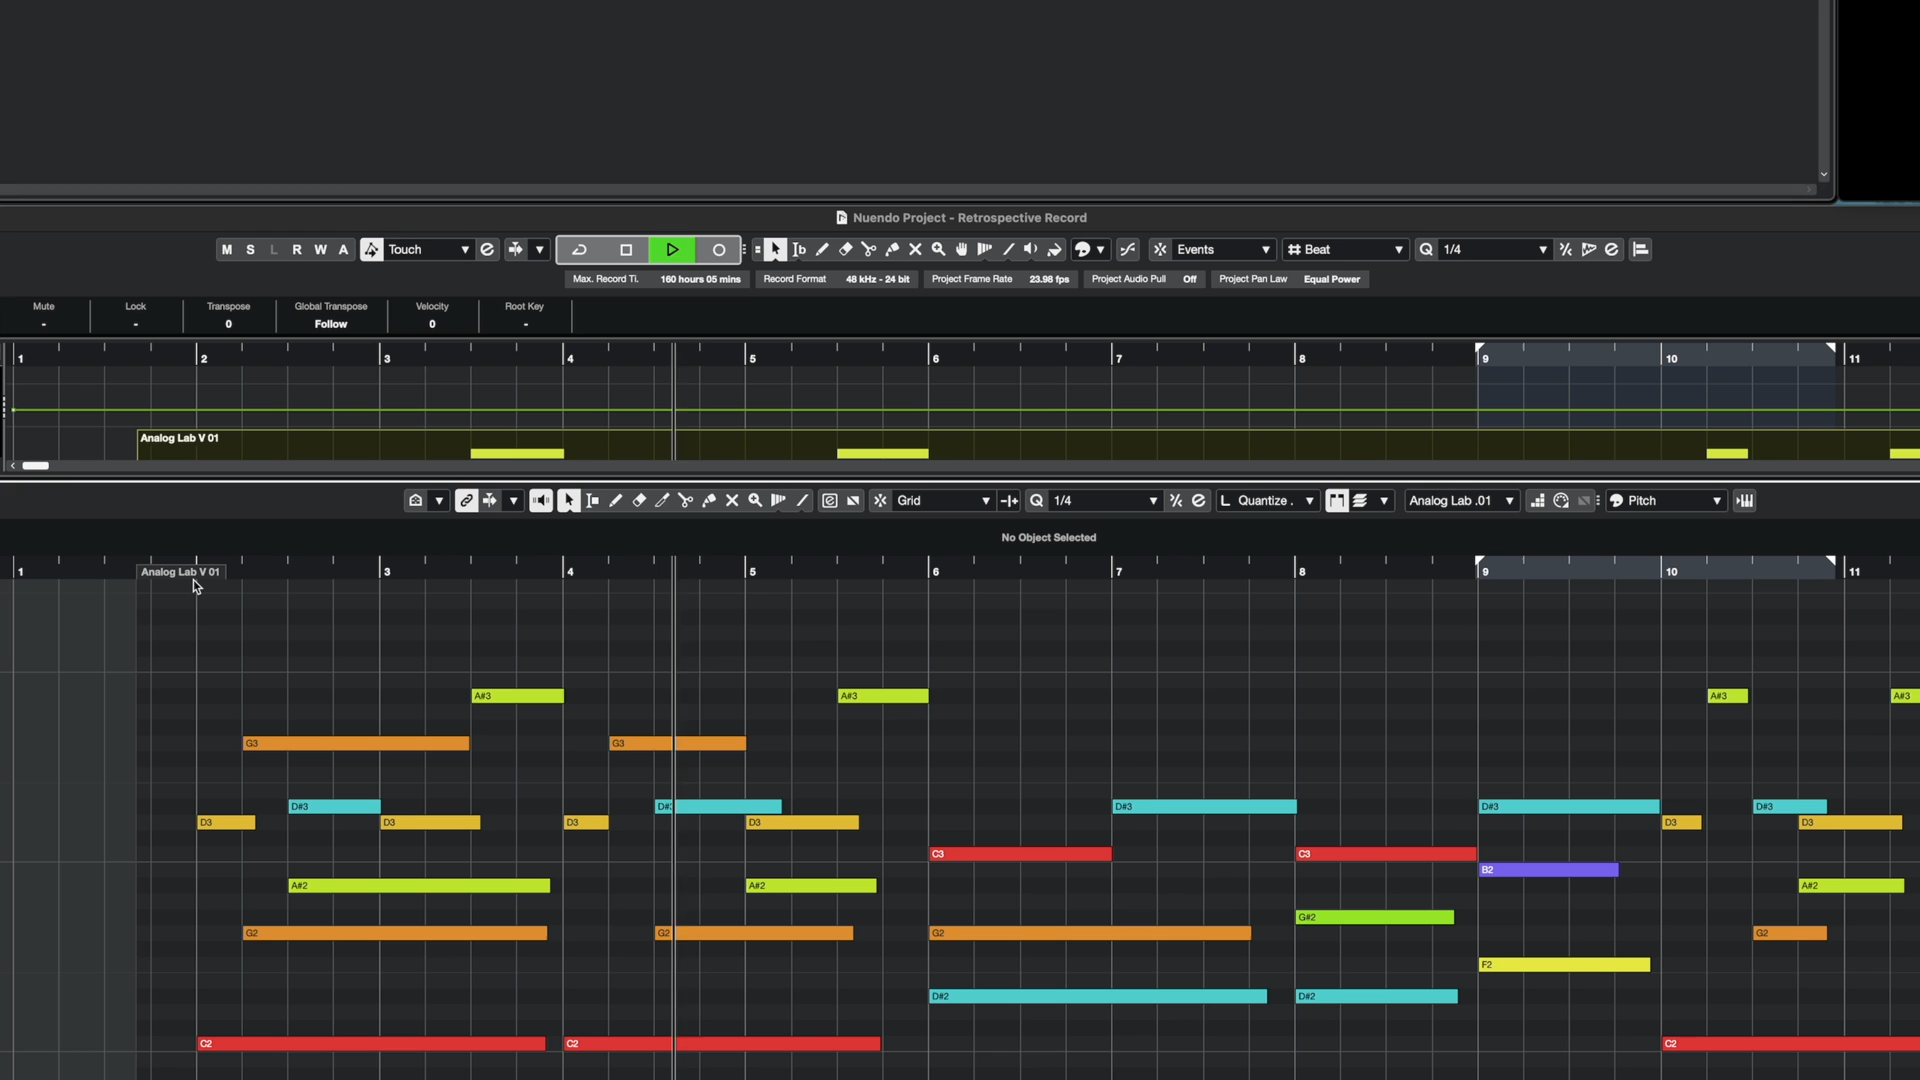 Nuendo Project - Retrospective Record
M S L R W A Touch Events Beat Q 1/4
Max. Record Ti. 160 hours 05 mins Record Format 48 kHz - 24 bit Project Frame Rate 23.98 fps Project Audio Pull Off Project Pan Law Equal Power
Mute Lock Transpose Global Transpose Velocity Root Key
- - 0 Follow 0 -
1 2 3 4 5 6 7 8 9 10 11
Analog Lab V 01
Grid Q 1/4 L Quantize . Analog Lab .01 Pitch
No Object Selected
1 Analog Lab V 01 3 4 5 6 7 8 9 10 11
A#3 A#3 A#3 A#3
G3 G3
D#3 D#3 D#3 D#3 D#3
D3 D3 D3 D3 D3 D3
C3 C3
B2
A#2 A#2 A#2
G#2
G2 G2 G2 G2
F2
D#2 D#2
C2 C2 C2